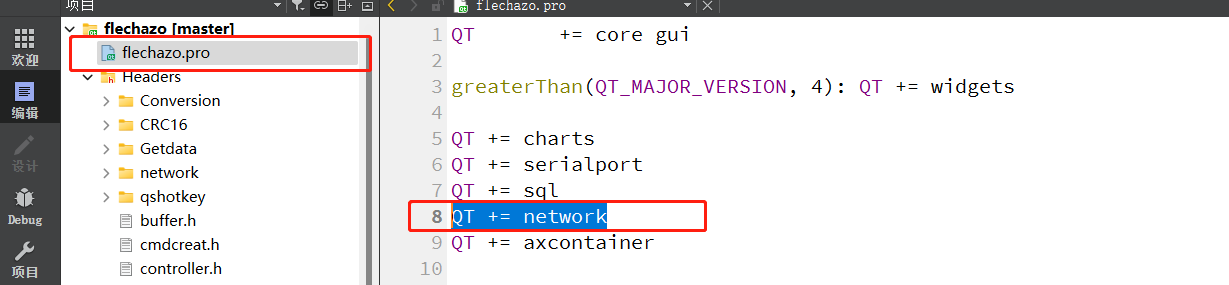 项目
flechazo.pro
flechazo [master]
flechazo.pro
Headers
Conversion
CRC16
Getdata
network
qshotkey
buffer.h
cmdcreat.h
controller.h
欢迎
编辑
设计
Debug
项目
1 QT += core gui
2
3 greaterThan(QT_MAJOR_VERSION, 4): QT += widgets
4
5 QT += charts
6 QT += serialport
7 QT += sql
8 QT += network
9 QT += axcontainer
10